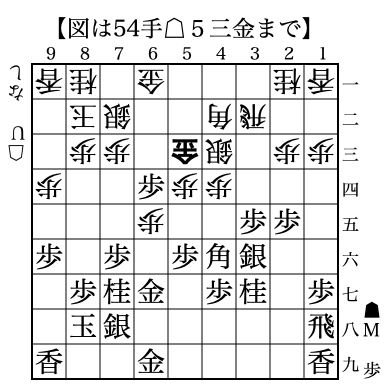 【図は54手☖５三金まで】
9 8 7 6 5 4 3 2 1
香 桂 金 桂 香 一
王 銀 角 飛 二
歩 歩 金 銀 歩 歩 三
歩 歩 歩 歩 四
歩 歩 歩 五
歩 歩 歩 角 銀 六
歩 桂 金 歩 桂 歩 七
玉 銀 飛 八
香 金 香 九
☖U なし
☗M 歩